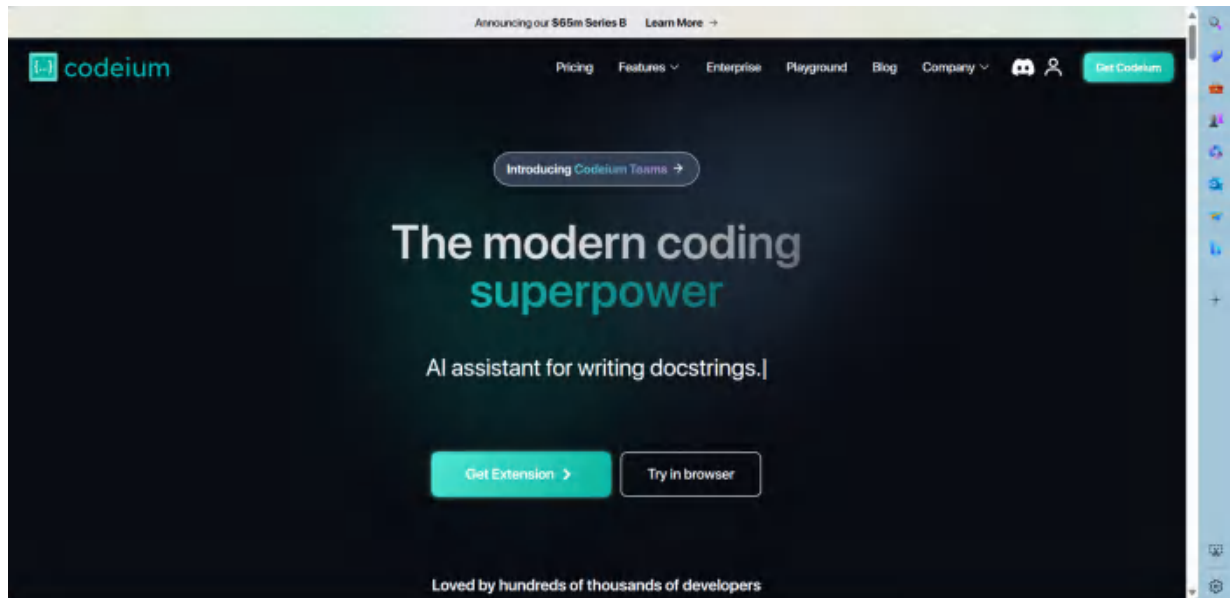 Announcing our $65m Series B Learn More →
{...} codeium
Pricing Features Enterprise Playground Blog Company Get Codeium
Introducing Codeium Teams →
The modern coding
superpower
AI assistant for writing docstrings.|
Get Extension > Try in browser
Loved by hundreds of thousands of developers